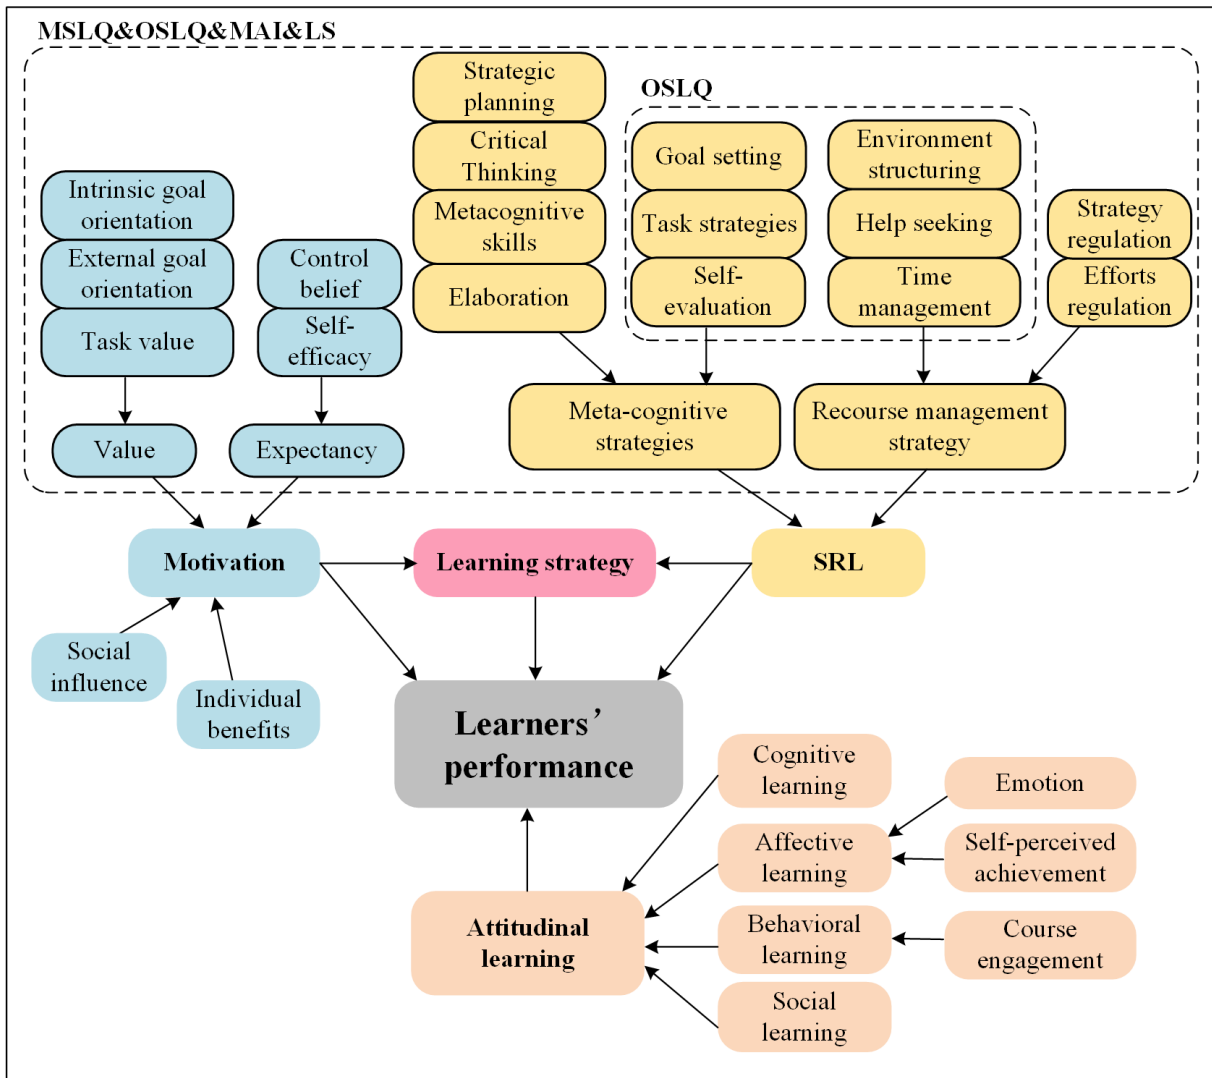 MSLQ&OSLQ&MAI&LS
Strategic
planning
Critical
Thinking
Metacognitive
skills
Elaboration
OSLQ
Goal setting
Task strategies
Self-
evaluation
Environment
structuring
Help seeking
Time
management
Strategy
regulation
Efforts
regulation
Intrinsic goal
orientation
External goal
orientation
Task value
Control
belief
Self-
efficacy
Value
Expectancy
Meta-cognitive
strategies
Recourse management
strategy
Motivation
Learning strategy
SRL
Social
influence
Individual
benefits
Learners’
performance
Cognitive
learning
Affective
learning
Behavioral
learning
Social
learning
Emotion
Self-perceived
achievement
Course
engagement
Attitudinal
learning